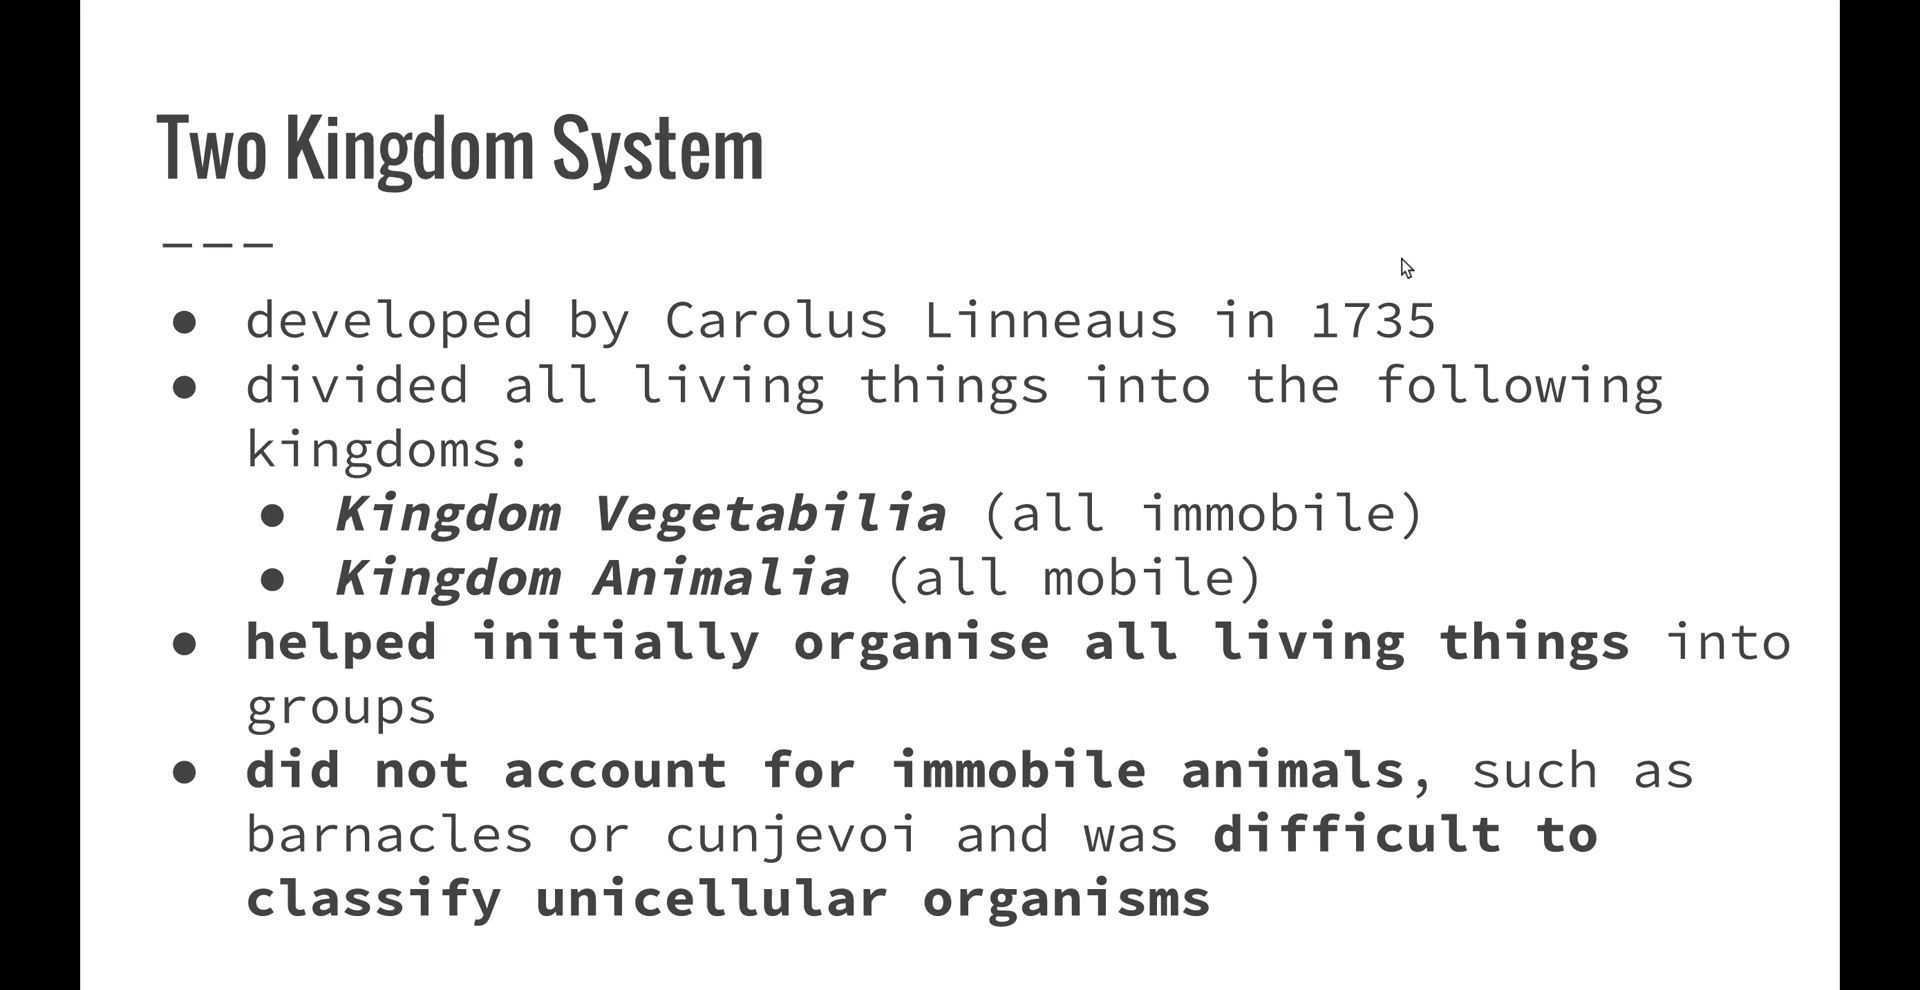 Two Kingdom System
———
● developed by Carolus Linneaus in 1735
● divided all living things into the following
kingdoms:
● Kingdom Vegetabilia (all immobile)
● Kingdom Animalia (all mobile)
● helped initially organise all living things into
groups
● did not account for immobile animals, such as
barnacles or cunjevoi and was difficult to
classify unicellular organisms